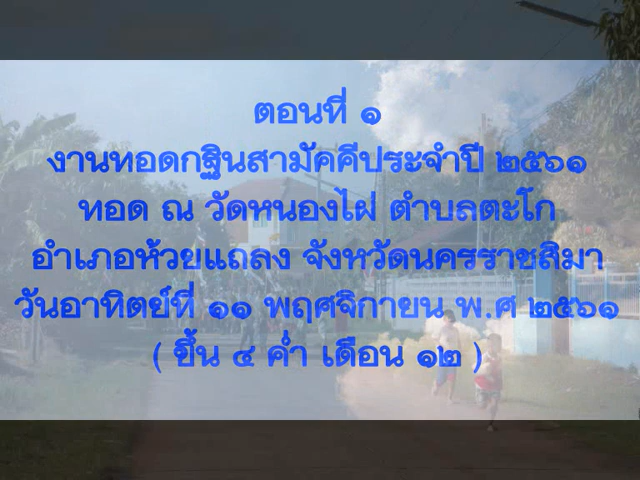 ตอนที่ ๑
งานทอดกฐินสามัคคีประจำปี ๒๕๖๑
ทอด ณ วัดหนองไผ่ ตำบลตะโก
อำเภอห้วยแถลง จังหวัดนครราชสิมา
วันอาทิตย์ที่ ๑๑ พฤศจิกายน พ.ศ ๒๕๖๑
( ขึ้น ๔ ค่ำ เดือน ๑๒ )